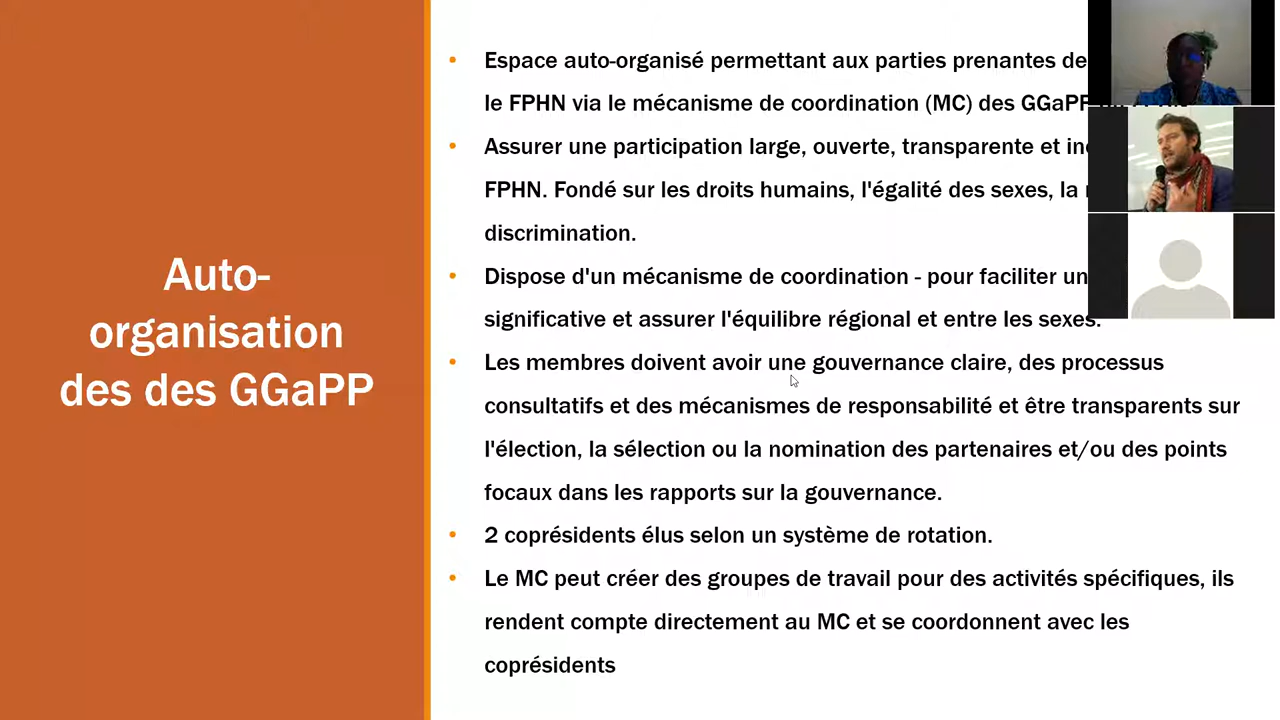 Auto-
organisation
des des GGaPP
• Espace auto-organisé permettant aux parties prenantes de
le FPHN via le mécanisme de coordination (MC) des GGaPP
• Assurer une participation large, ouverte, transparente et
FPHN. Fondé sur les droits humains, l'égalité des sexes, la
discrimination.
• Dispose d'un mécanisme de coordination - pour faciliter
significative et assurer l'équilibre régional et entre les sexes.
• Les membres doivent avoir une gouvernance claire, des processus
consultatifs et des mécanismes de responsabilité et être transparents sur
l'élection, la sélection ou la nomination des partenaires et/ou des points
focaux dans les rapports sur la gouvernance.
• 2 coprésidents élus selon un système de rotation.
• Le MC peut créer des groupes de travail pour des activités spécifiques, ils
rendent compte directement au MC et se coordonnent avec les
coprésidents